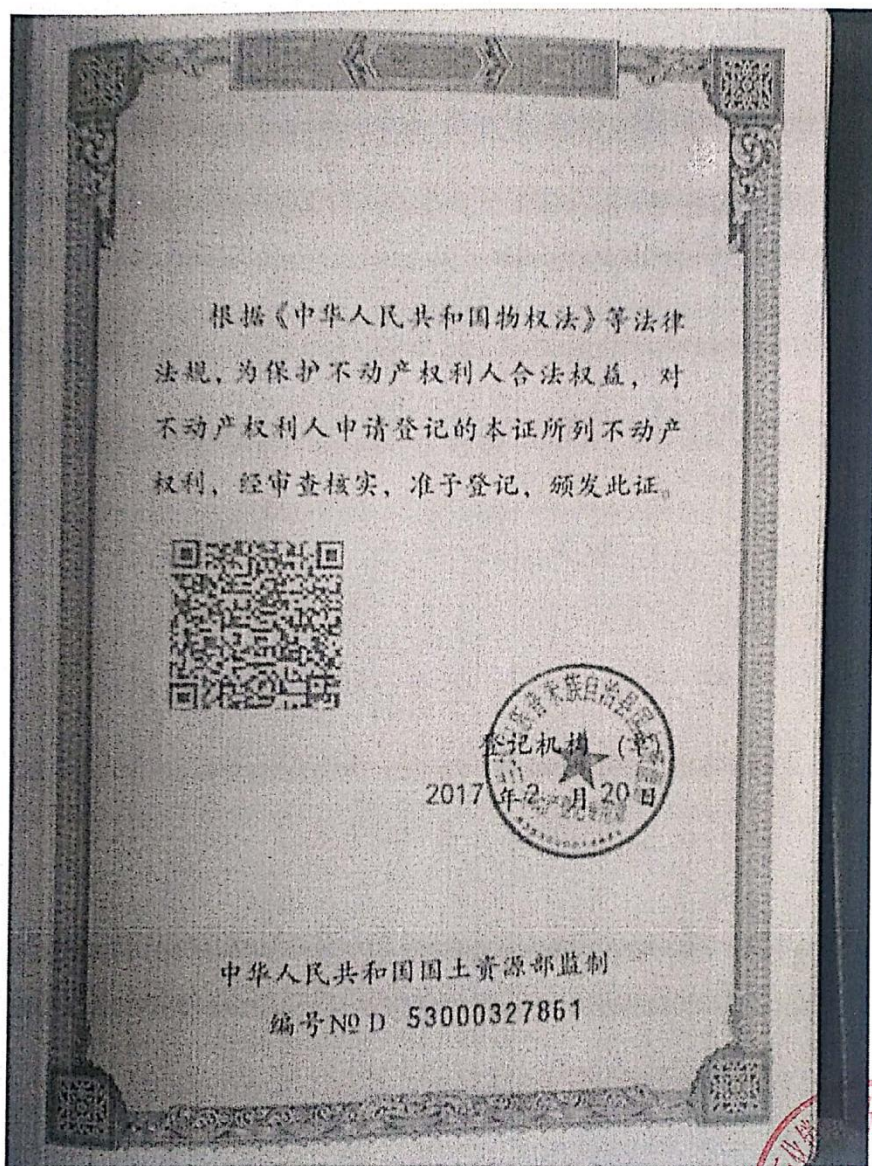 根据《中华人民共和国物权法》等法律
法规，为保护不动产权利人合法权益，对
不动产权利人申请登记的本证所列不动产
权利，经审查核实，准予登记，颁发此证。
族自治县
登记机构（章）
2017年2月20日
中华人民共和国国土资源部监制
编号№ D 53000327861